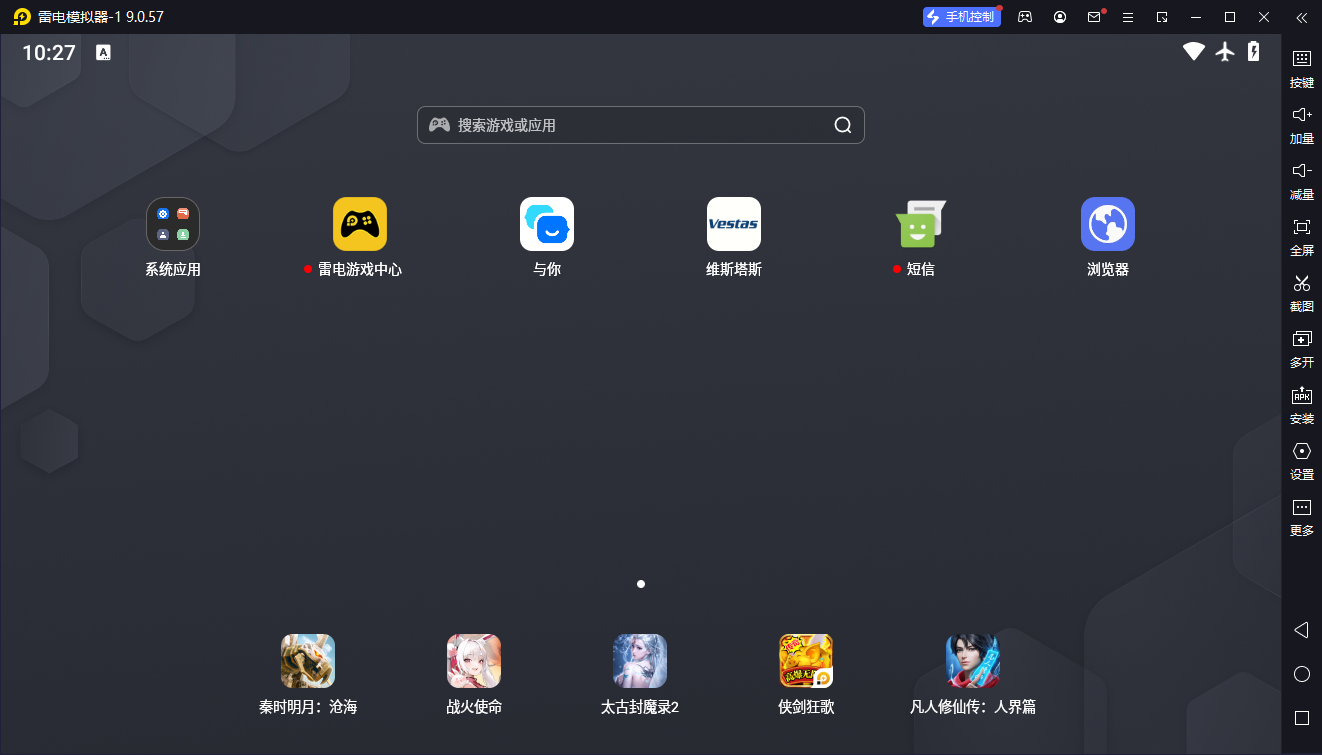 雷电模拟器-1 9.0.57
手机控制
10:27
A
搜索游戏或应用
按键
加量
减量
全屏
截图
多开
APK
安装
设置
更多
Vestas
系统应用
雷电游戏中心
与你
维斯塔斯
短信
浏览器
秦时明月：沧海
战火使命
太古封魔录2
侠剑狂歌
凡人修仙传：人界篇